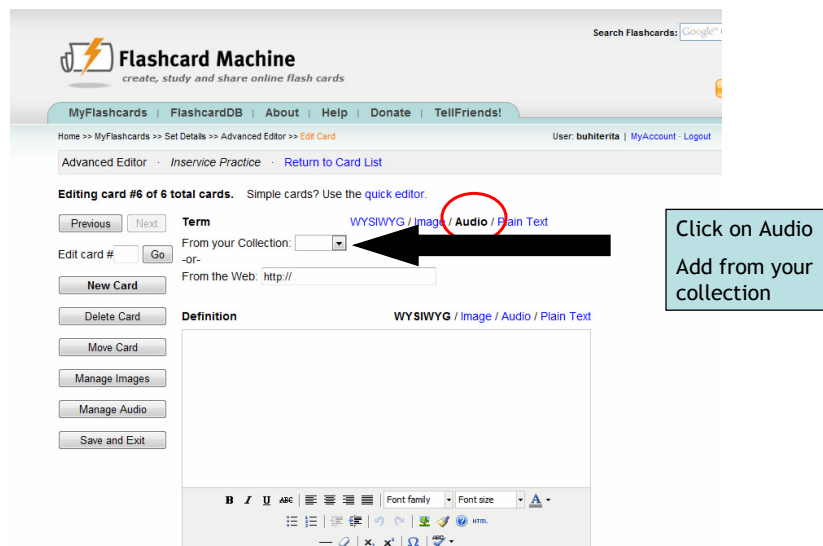 Search Flashcards: Google
Flashcard Machine
create, study and share online flash cards
MyFlashcards | FlashcardDB | About | Help | Donate | TellFriends!
Home >> MyFlashcards >> Set Details >> Advanced Editor >> Edit Card
User: buhiterita | MyAccount · Logout
Advanced Editor · Inservice Practice · Return to Card List
Editing card #6 of 6 total cards. Simple cards? Use the quick editor.
Previous Next
Term
WYSIWYG / Image / Audio / Plain Text
From your Collection:
Edit card # Go
-or-
From the Web: http://
New Card
Delete Card
Move Card
Manage Images
Manage Audio
Save and Exit
Definition
WYSIWYG / Image / Audio / Plain Text
B I U ABC Font family Font size A
HTML
x, x² Ω ABC
Click on Audio
Add from your
collection